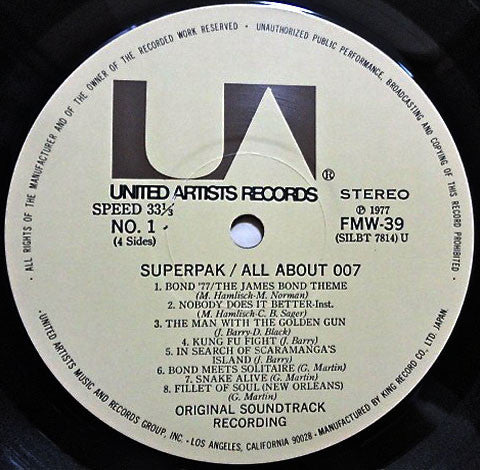 · ALL RIGHTS OF THE MANUFACTURER AND OF THE OWNER OF THE RECORDED WORK RESERVED · UNAUTHORIZED PUBLIC PERFORMANCE, BROADCASTING AND COPYING OF THIS RECORD PROHIBITED ·
UA®
UNITED ARTISTS RECORDS
STEREO
SPEED 33⅓
NO. 1
(4 Sides)
℗ 1977
FMW-39
(SILBT 7814) U
SUPERPAK / ALL ABOUT 007
1. BOND '77/THE JAMES BOND THEME
(M. Hamlisch-M. Norman)
2. NOBODY DOES IT BETTER-Inst.
(M. Hamlisch-C. B. Sager)
3. THE MAN WITH THE GOLDEN GUN
(J. Barry-D. Black)
4. KUNG FU FIGHT (J. Barry)
5. IN SEARCH OF SCARAMANGA'S
ISLAND (J. Barry)
6. BOND MEETS SOLITAIRE (G. Martin)
7. SNAKE ALIVE (G. Martin)
8. FILLET OF SOUL (NEW ORLEANS)
(G. Martin)
ORIGINAL SOUNDTRACK
RECORDING
· UNITED ARTISTS MUSIC AND RECORDS GROUP, INC. · LOS ANGELES, CALIFORNIA 90028 · MANUFACTURED BY KING RECORD CO. LTD. JAPAN.